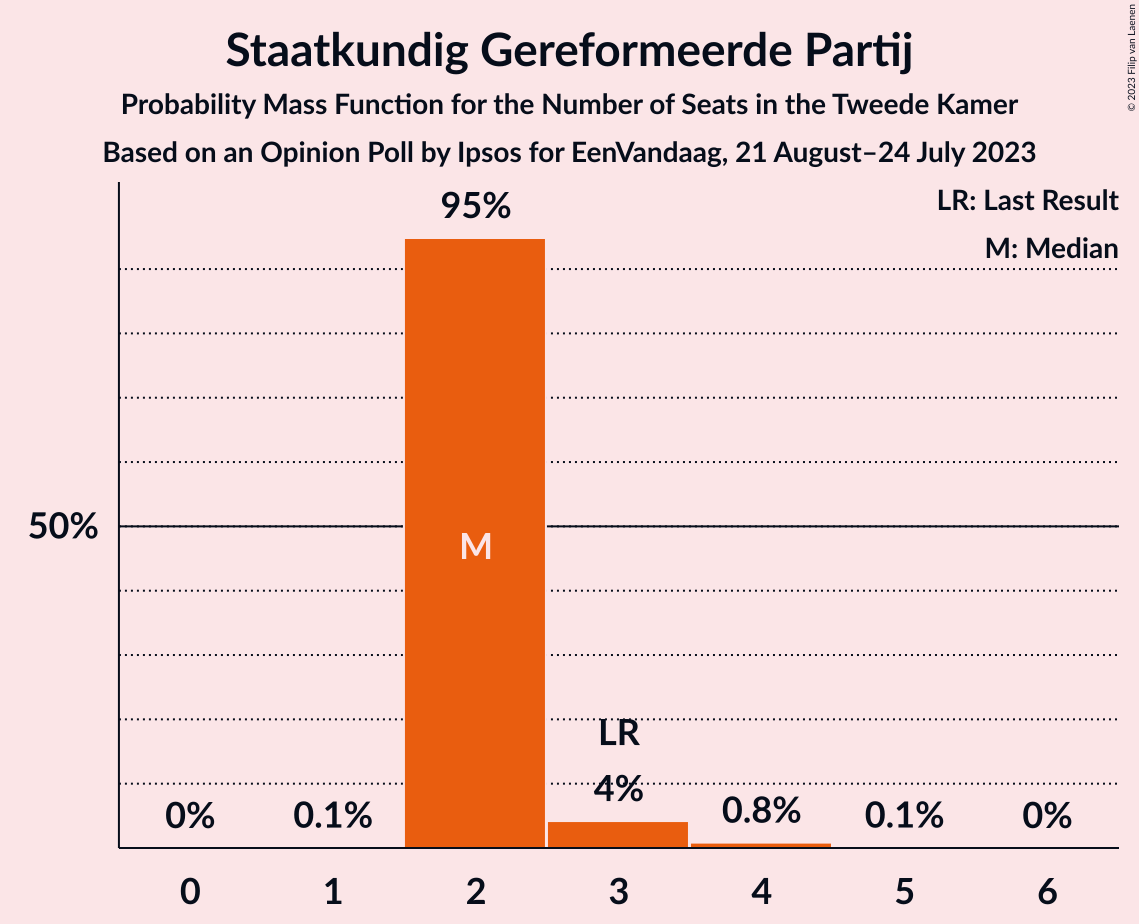 Staatkundig Gereformeerde Partij
Probability Mass Function for the Number of Seats in the Tweede Kamer
Based on an Opinion Poll by Ipsos for EenVandaag, 21 August–24 July 2023
© 2023 Filip van Laenen
LR: Last Result
M: Median
95%
50%
M
LR
4%
0%
0.1%
0.8%
0.1%
0%
0 1 2 3 4 5 6